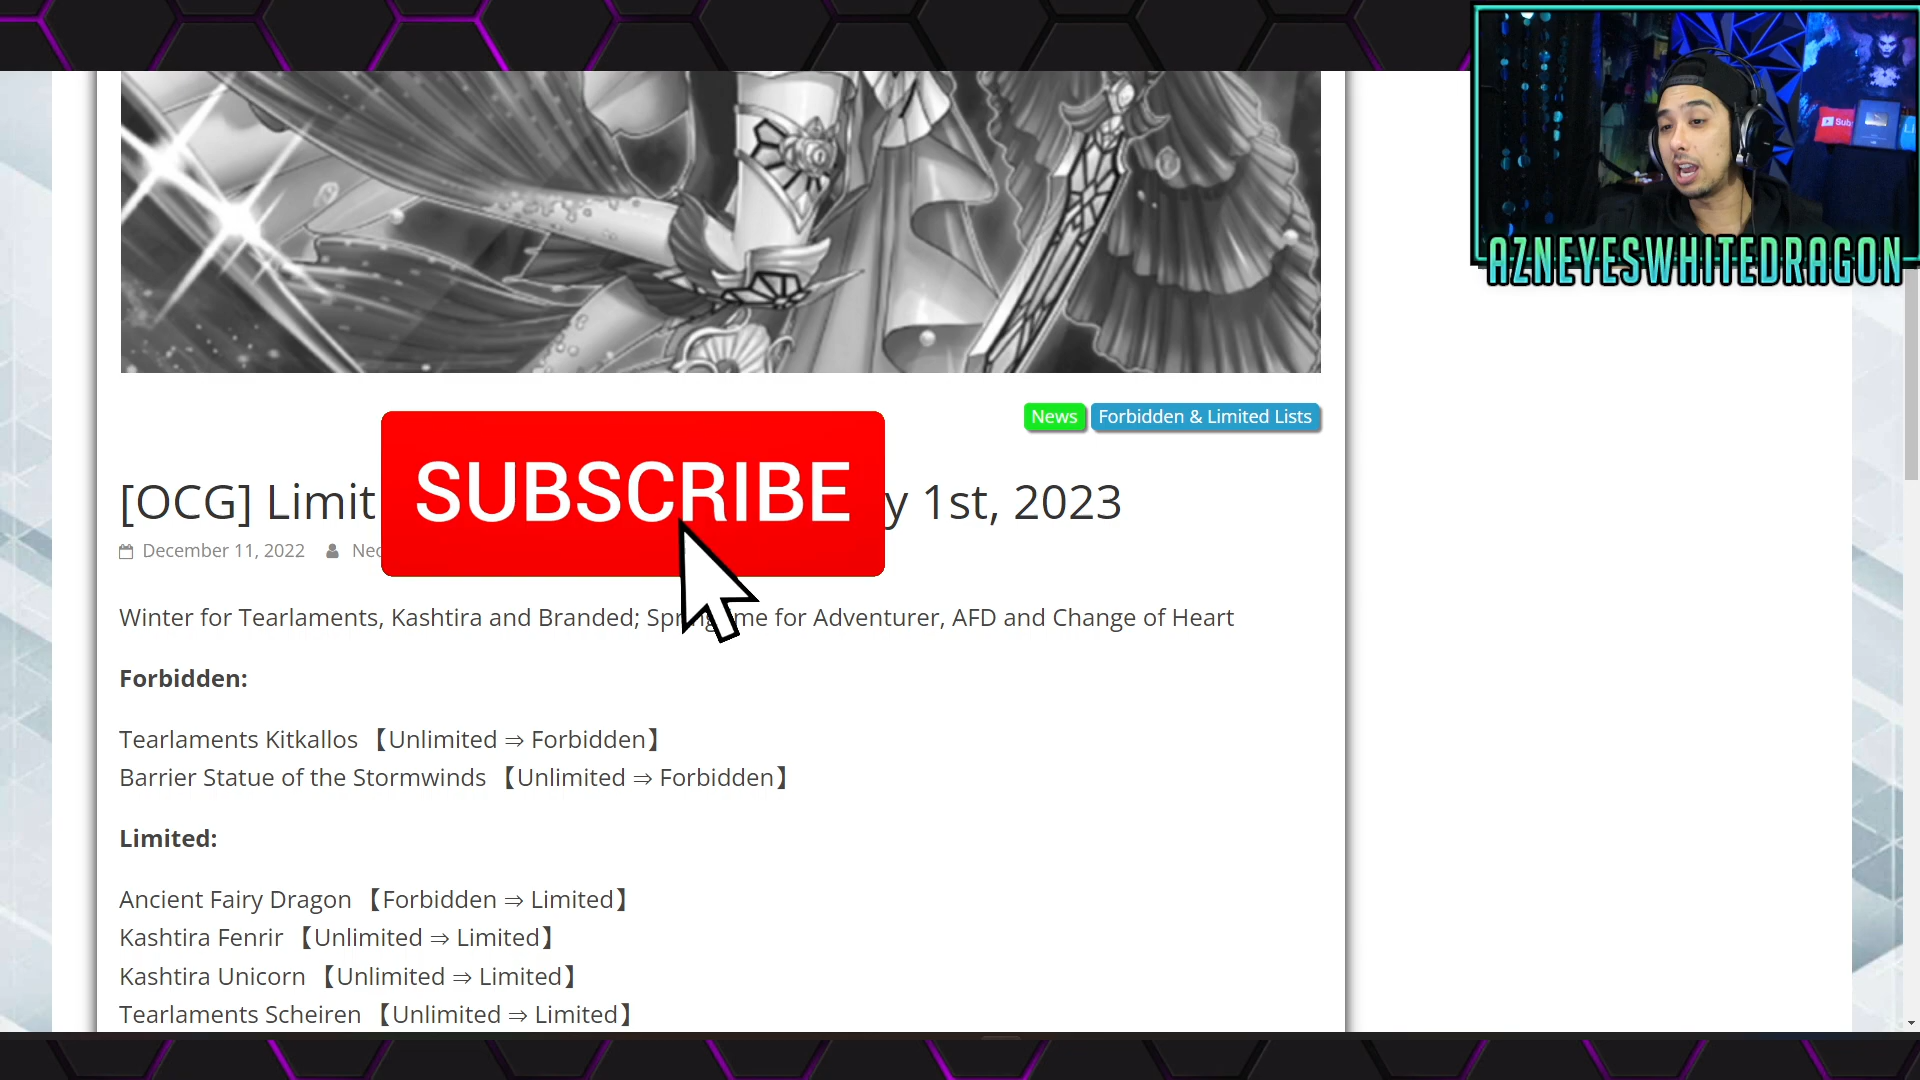 AZNEYESWHITEDRAGON
News
Forbidden & Limited Lists
[OCG] Limit
SUBSCRIBE
y 1st, 2023
December 11, 2022
Winter for Tearlaments, Kashtira and Branded; for Adventurer, AFD and Change of Heart
Forbidden:
Tearlaments Kitkallos 【Unlimited ⇒ Forbidden】
Barrier Statue of the Stormwinds 【Unlimited ⇒ Forbidden】
Limited:
Ancient Fairy Dragon 【Forbidden ⇒ Limited】
Kashtira Fenrir 【Unlimited ⇒ Limited】
Kashtira Unicorn 【Unlimited ⇒ Limited】
Tearlaments Scheiren 【Unlimited ⇒ Limited】